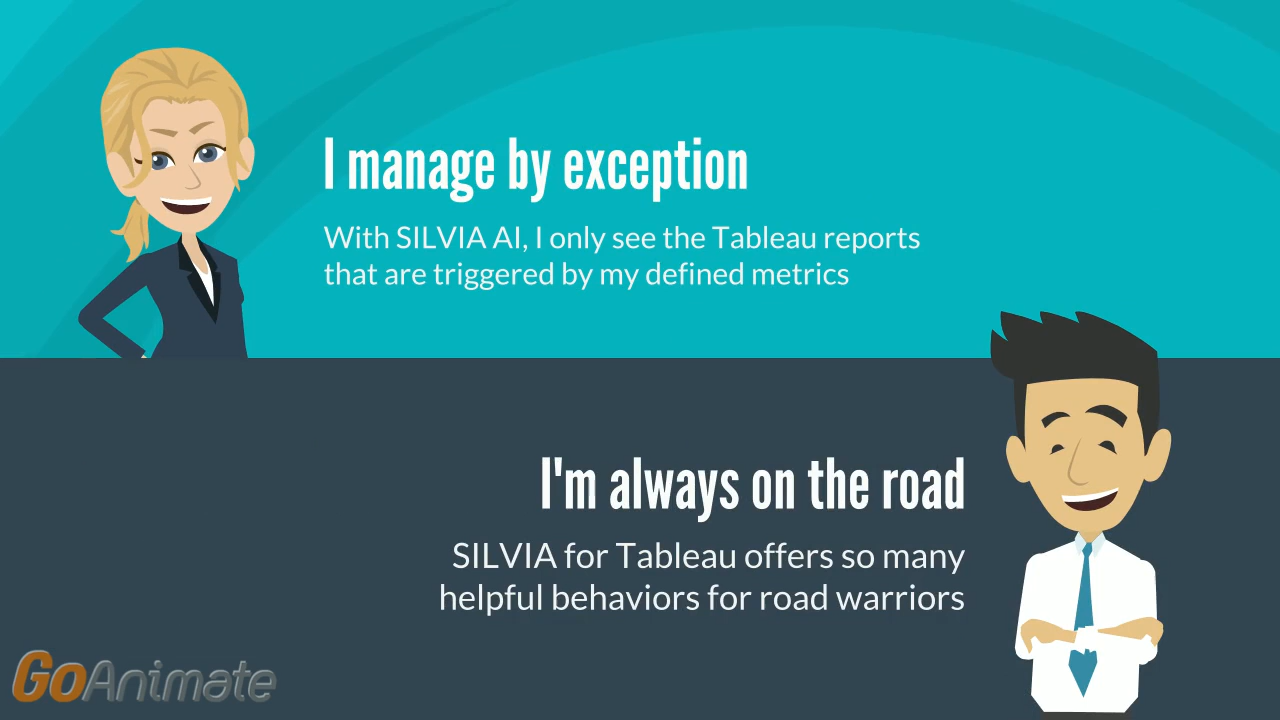 I manage by exception
With SILVIA AI, I only see the Tableau reports
that are triggered by my defined metrics
I'm always on the road
SILVIA for Tableau offers so many
helpful behaviors for road warriors
GoAnimate